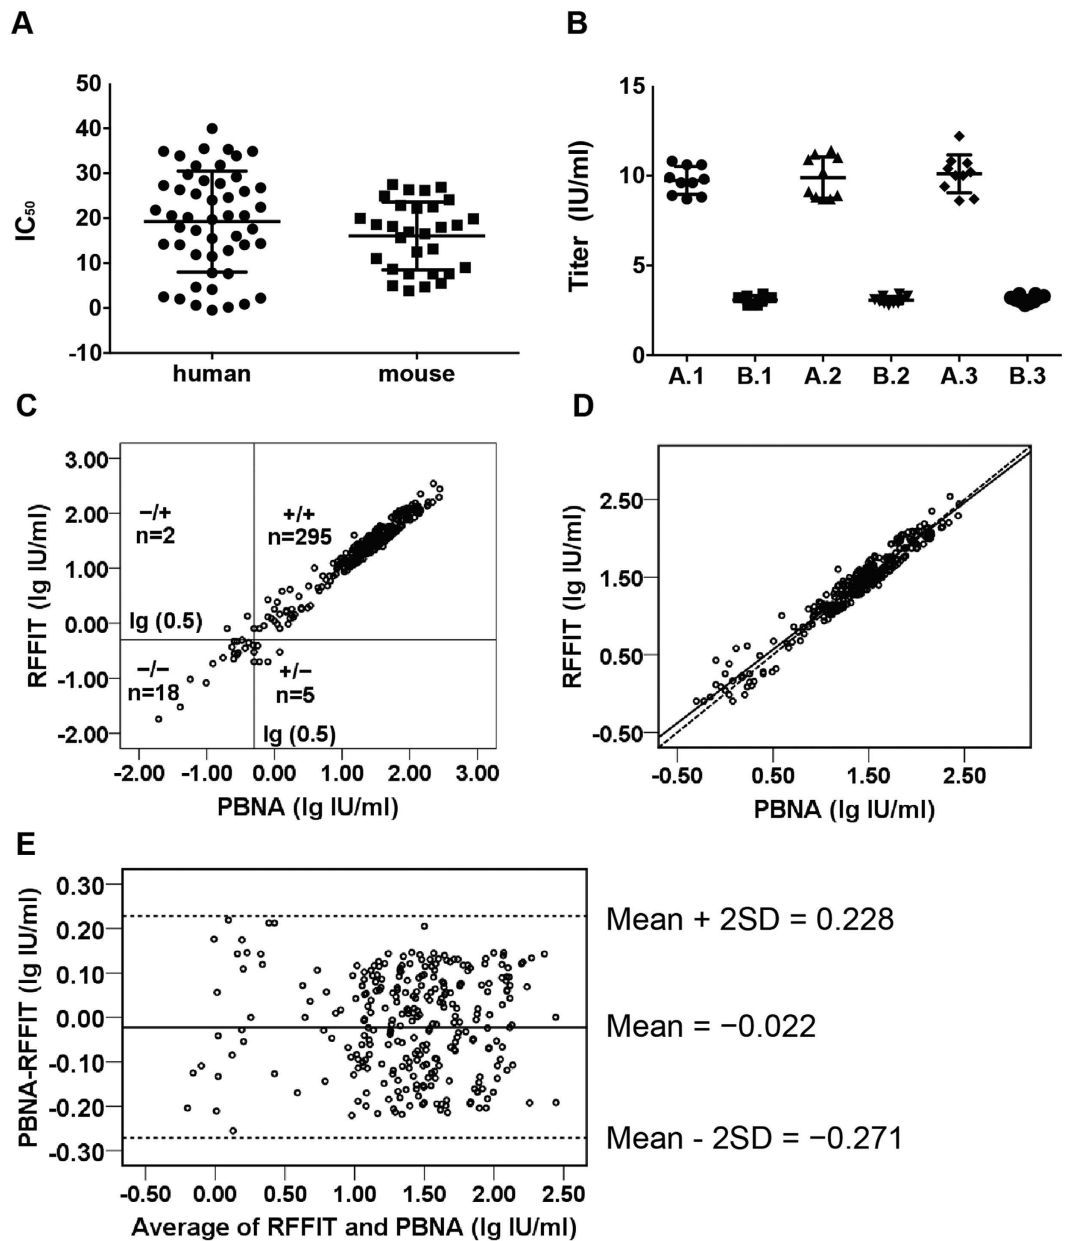 A
IC50
50
40
30
20
10
0
-10
human
mouse
B
Titer (IU/ml)
15
10
5
0
A.1
B.1
A.2
B.2
A.3
B.3
C
RFFIT (lg IU/ml)
3.00
2.00
1.00
0.00
-1.00
-2.00
−/+
n=2
+/+
n=295
lg (0.5)
−/−
n=18
+/−
n=5
lg (0.5)
-2.00
-1.00
0.00
1.00
2.00
3.00
PBNA (lg IU/ml)
D
RFFIT (lg IU/ml)
2.50
1.50
0.50
-0.50
-0.50
0.50
1.50
2.50
PBNA (lg IU/ml)
E
PBNA-RFFIT (lg IU/ml)
0.30
0.20
0.10
0.00
-0.10
-0.20
-0.30
-0.50
0.00
0.50
1.00
1.50
2.00
2.50
Average of RFFIT and PBNA (lg IU/ml)
Mean + 2SD = 0.228
Mean = −0.022
Mean - 2SD = −0.271